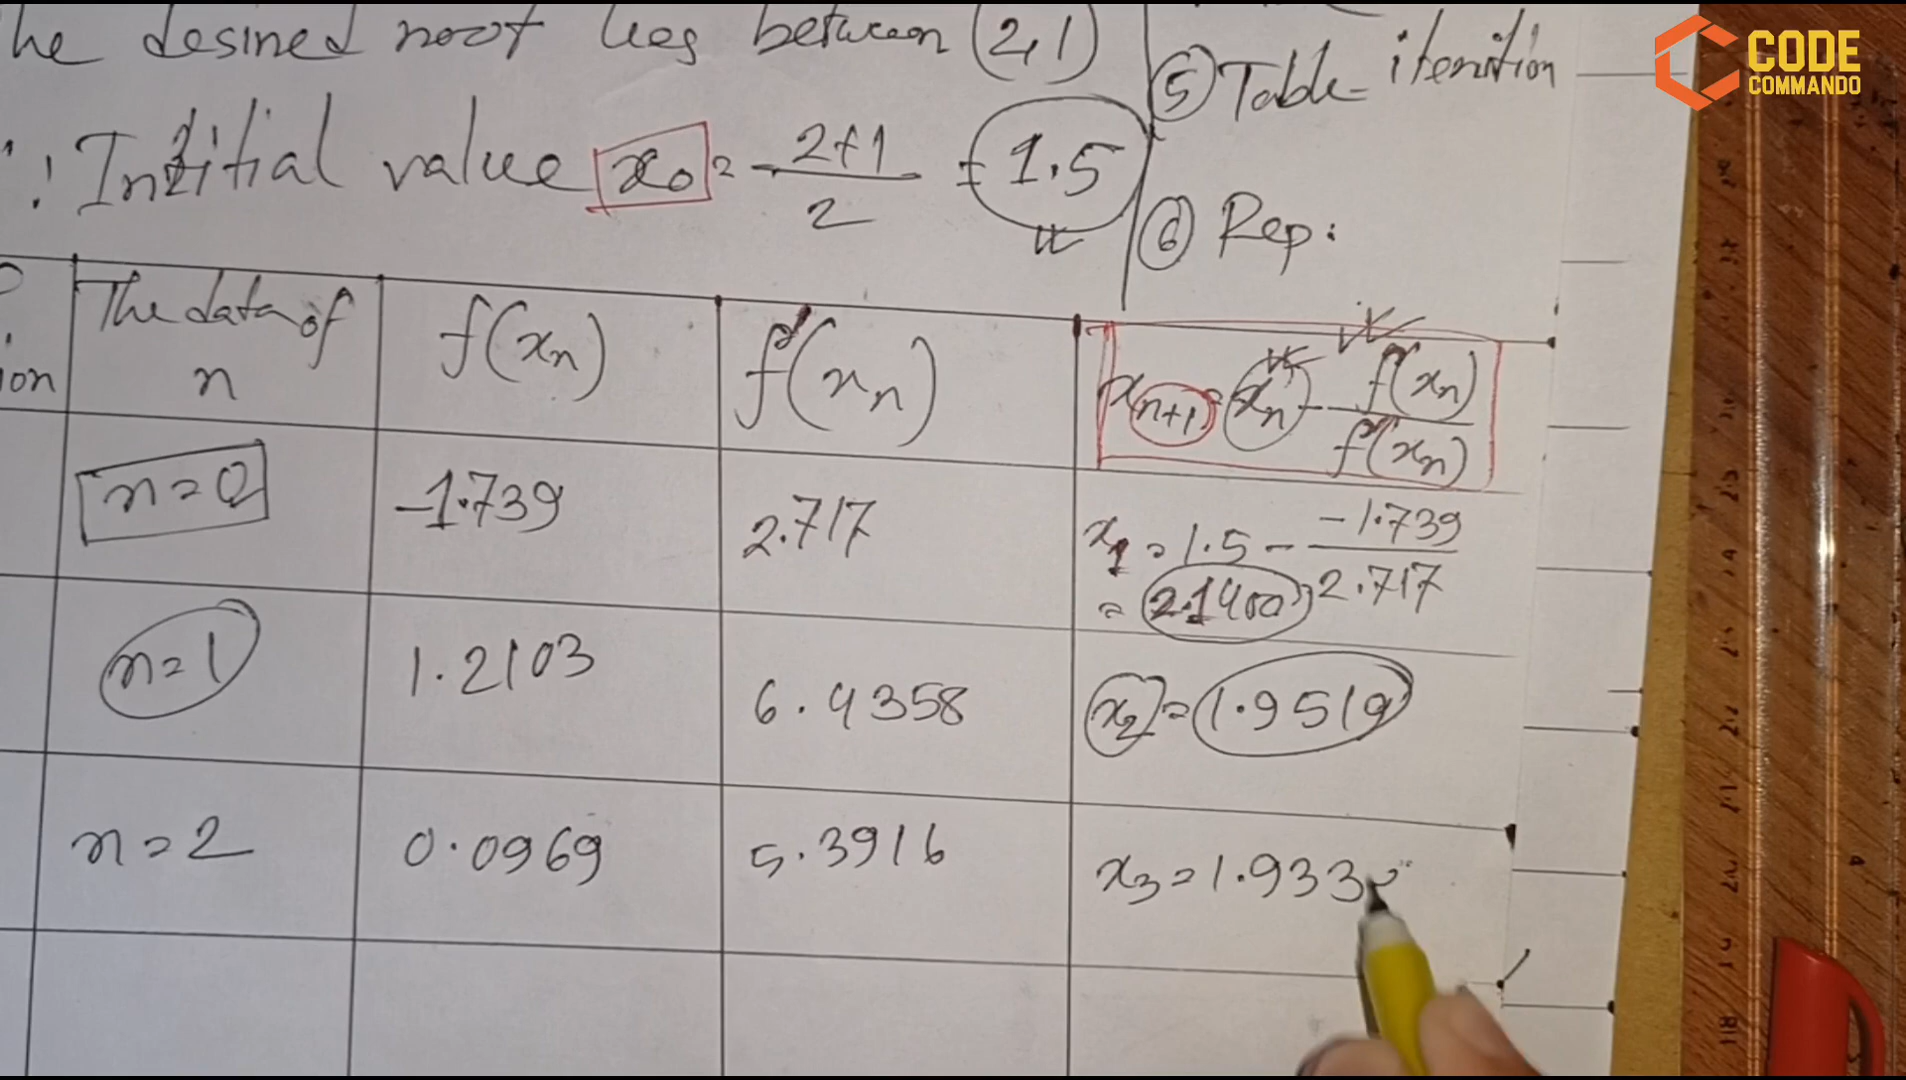 The desired root lies between (2,1)
∴ Initial value x₀ = 2+1/2 = 1.5
⑤ Table iteration
⑥ Rep:
CODE
COMMANDO
ion
The data of n
f(xₙ)
f'(xₙ)
xₙ₊₁ = xₙ - f(xₙ)/f'(xₙ)
n=0
-1.739
2.717
x₁ = 1.5 - -1.739/2.717
= 2.1400
n=1
1.2103
6.4358
x₂ = 1.9519
n=2
0.0969
5.3916
x₃ = 1.933